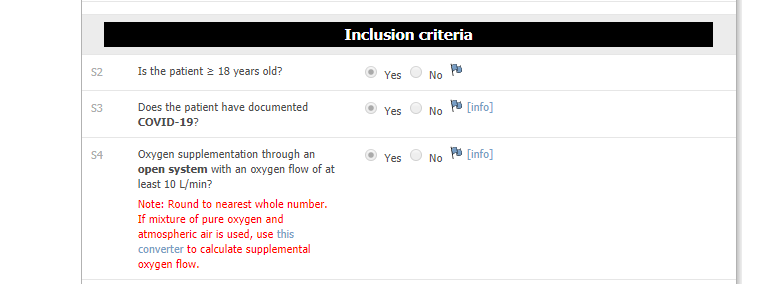 Inclusion criteria
S2 Is the patient ≥ 18 years old? Yes No
S3 Does the patient have documented Yes No [info]
COVID-19?
S4 Oxygen supplementation through an Yes No [info]
open system with an oxygen flow of at
least 10 L/min?
Note: Round to nearest whole number.
If mixture of pure oxygen and
atmospheric air is used, use this
converter to calculate supplemental
oxygen flow.